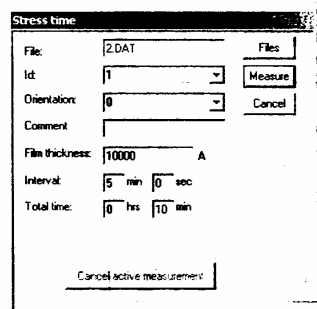 Stress time
File: 2.DAT Files
Id: 1 Measure
Orientation: 0 Cancel
Comment
Film thickness: 10000 A
Interval: 5 min 0 sec
Total time: 0 hrs 10 min
Cancel active measurement